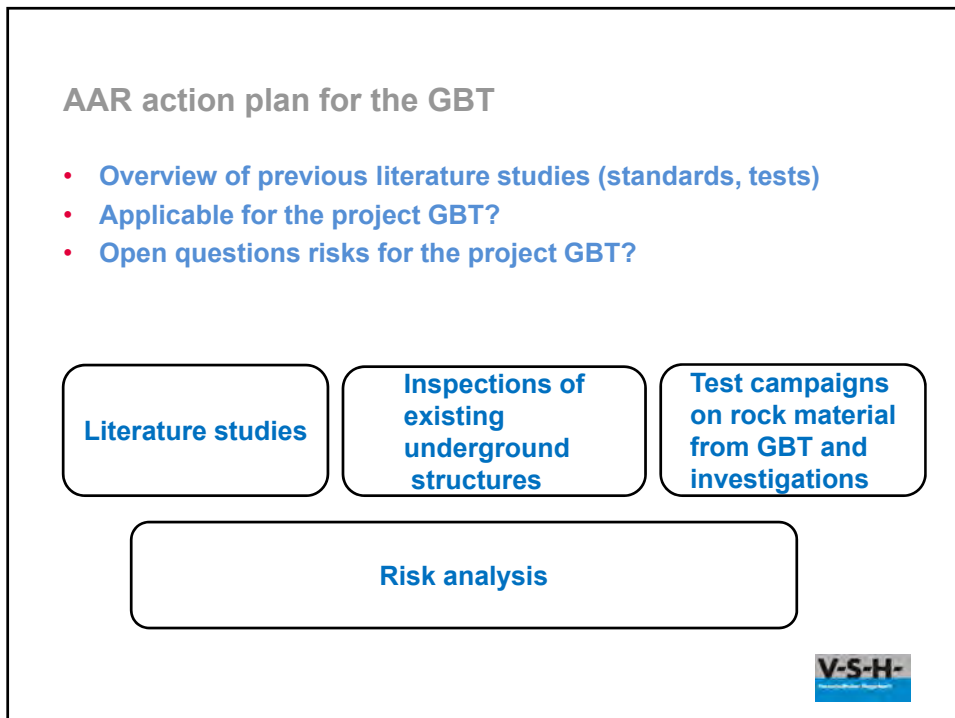 AAR action plan for the GBT
• Overview of previous literature studies (standards, tests)
• Applicable for the project GBT?
• Open questions risks for the project GBT?
Literature studies
Inspections of
existing
underground
structures
Test campaigns
on rock material
from GBT and
investigations
Risk analysis
V-S-H-